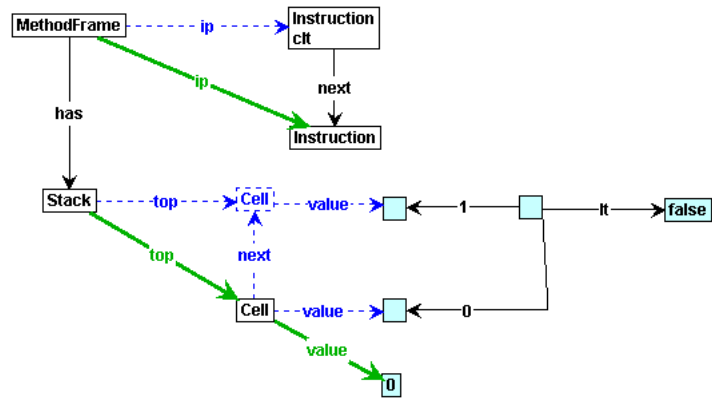 MethodFrame
ip
Instruction
clt
ip
next
has
Instruction
Stack
top
Cell
value
1
lt
false
top
next
Cell
value
0
value
0